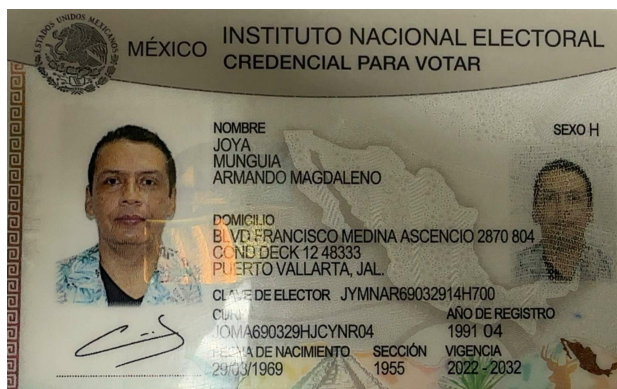 ESTADOS UNIDOS MEXICANOS
MÉXICO
INSTITUTO NACIONAL ELECTORAL
CREDENCIAL PARA VOTAR
NOMBRE
SEXO H
JOYA
MUNGUIA
ARMANDO MAGDALENO
DOMICILIO
BLVD FRANCISCO MEDINA ASCENCIO 2870 804
COND DECK 12 48333
PUERTO VALLARTA, JAL.
CLAVE DE ELECTOR JYMNAR69032914H700
CURP
AÑO DE REGISTRO
JOMA690329HJCYNR04
1991 04
FECHA DE NACIMIENTO SECCIÓN VIGENCIA
29/03/1969 1955 2022 - 2032